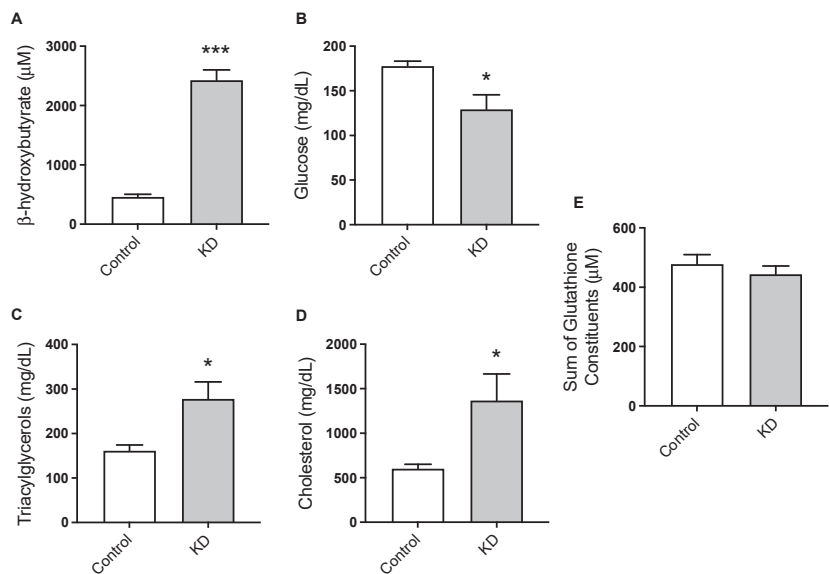 A
β-hydroxybutyrate (μM)
3000
2000
1000
0
***
Control
KD
B
Glucose (mg/dL)
200
150
100
50
0
*
Control
KD
C
Triacylglycerols (mg/dL)
400
300
200
100
0
*
Control
KD
D
Cholesterol (mg/dL)
2000
1500
1000
500
0
*
Control
KD
E
Sum of Glutathione
Constituents (μM)
600
400
200
0
Control
KD